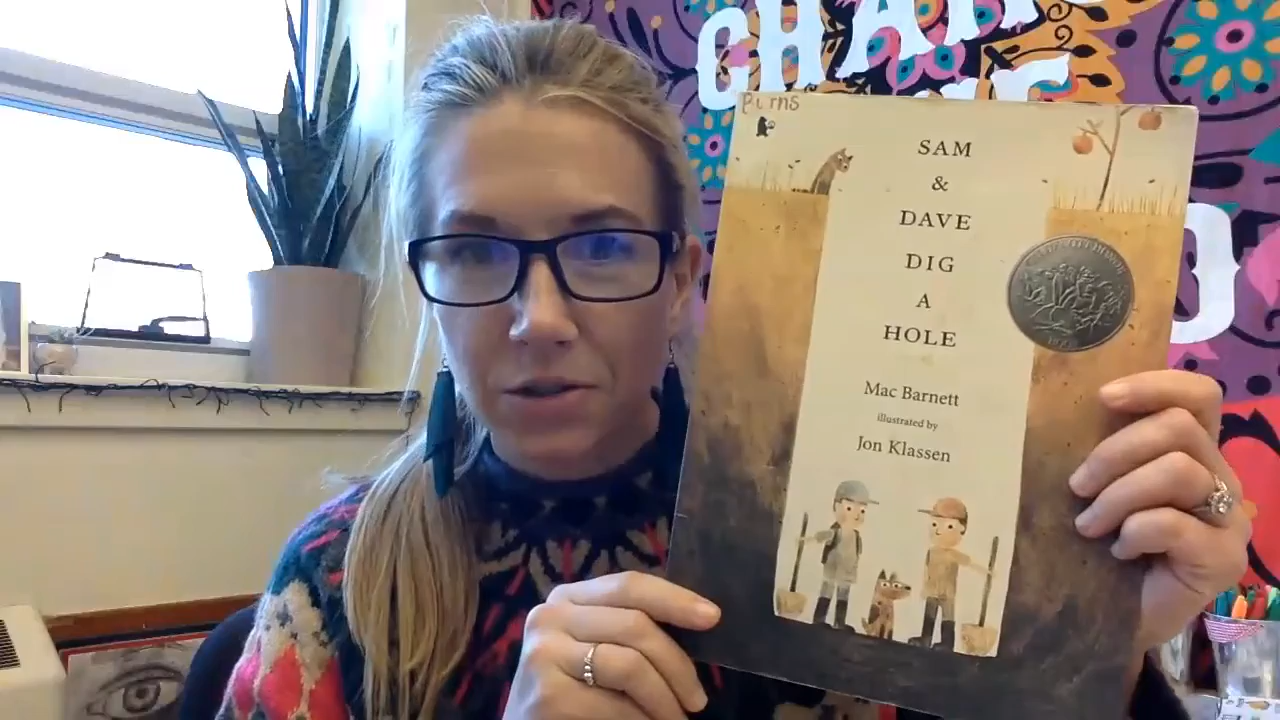 Burns
SAM
&
DAVE
DIG
A
HOLE
Mac Barnett
illustrated by
Jon Klassen